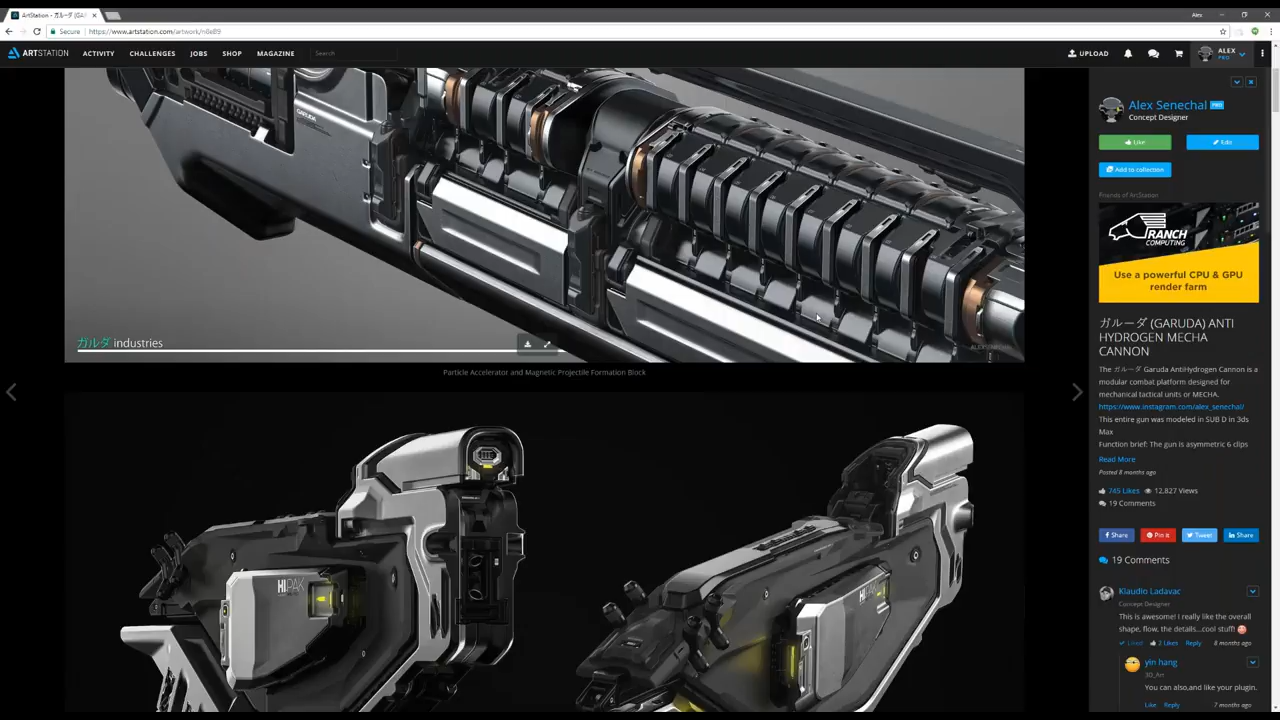 ArtStation - ガルーダ (GA
Alex
Secure
https://www.artstation.com/artwork/n8e89
ARTSTATION
ACTIVITY
CHALLENGES
JOBS
SHOP
MAGAZINE
Search
UPLOAD
ALEX
PRO
GARUDA
ガルダ industries
Particle Accelerator and Magnetic Projectile Formation Block
HIPAK
HIPAK
Alex Senechal PRO
Concept Designer
Like
Edit
Add to collection
Friends of ArtStation
RANCH
COMPUTING
Use a powerful CPU & GPU
render farm
ガルーダ (GARUDA) ANTI
HYDROGEN MECHA
CANNON
The ガルーダ Garuda AntiHydrogen Cannon is a
modular combat platform designed for
mechanical tactical units or MECHA.
https://www.instagram.com/alex_senechal/
This entire gun was modeled in SUB D in 3ds
Max
Function brief: The gun is asymmetric 6 clips
Read More
Posted 8 months ago
745 Likes 12,827 Views
19 Comments
Share
Pin it
Tweet
Share
19 Comments
Klaudio Ladavac
Concept Designer
This is awesome! I really like the overall
shape, flow, the details...cool stuff!
Liked 2 Likes Reply 8 months ago
yin hang
3D_Art
You can also,and like your plugin.
Like Reply 7 months ago